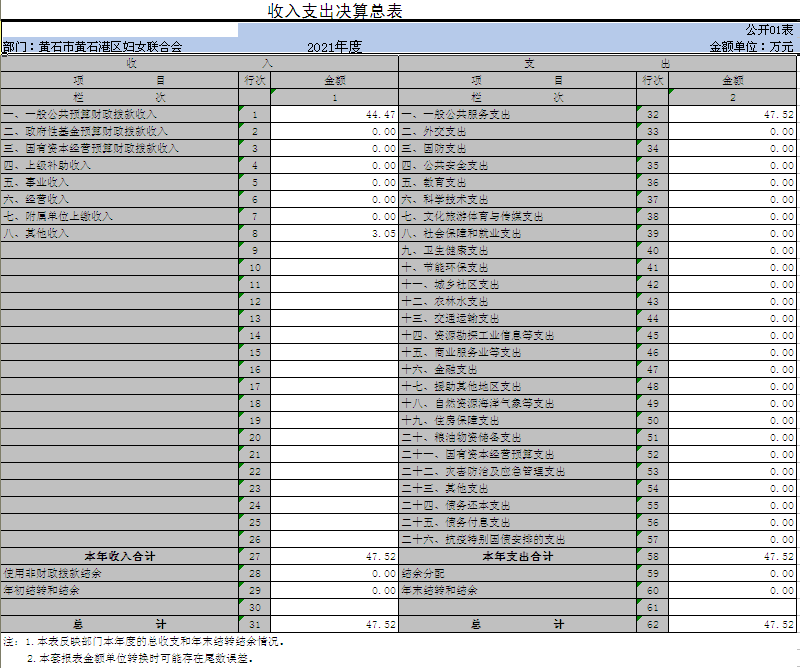 收入支出决算总表
公开01表
部门：黄石市黄石港区妇女联合会 2021年度 金额单位：万元
收 入 支 出
项 目 行次 金额 项 目 行次 金额
栏 次 1 栏 次 2
一、一般公共预算财政拨款收入 1 44.47 一、一般公共服务支出 32 47.52
二、政府性基金预算财政拨款收入 2 0.00 二、外交支出 33 0.00
三、国有资本经营预算财政拨款收入 3 0.00 三、国防支出 34 0.00
四、上级补助收入 4 0.00 四、公共安全支出 35 0.00
五、事业收入 5 0.00 五、教育支出 36 0.00
六、经营收入 6 0.00 六、科学技术支出 37 0.00
七、附属单位上缴收入 7 0.00 七、文化旅游体育与传媒支出 38 0.00
八、其他收入 8 3.05 八、社会保障和就业支出 39 0.00
9 九、卫生健康支出 40 0.00
10 十、节能环保支出 41 0.00
11 十一、城乡社区支出 42 0.00
12 十二、农林水支出 43 0.00
13 十三、交通运输支出 44 0.00
14 十四、资源勘探工业信息等支出 45 0.00
15 十五、商业服务业等支出 46 0.00
16 十六、金融支出 47 0.00
17 十七、援助其他地区支出 48 0.00
18 十八、自然资源海洋气象等支出 49 0.00
19 十九、住房保障支出 50 0.00
20 二十、粮油物资储备支出 51 0.00
21 二十一、国有资本经营预算支出 52 0.00
22 二十二、灾害防治及应急管理支出 53 0.00
23 二十三、其他支出 54 0.00
24 二十四、债务还本支出 55 0.00
25 二十五、债务付息支出 56 0.00
26 二十六、抗疫特别国债安排的支出 57 0.00
本年收入合计 27 47.52 本年支出合计 58 47.52
使用非财政拨款结余 28 0.00 结余分配 59 0.00
年初结转和结余 29 0.00 年末结转和结余 60 0.00
30 61
总 计 31 47.52 总 计 62 47.52
注：1.本表反映部门本年度的总收支和年末结转结余情况。
2.本套报表金额单位转换时可能存在尾数误差。